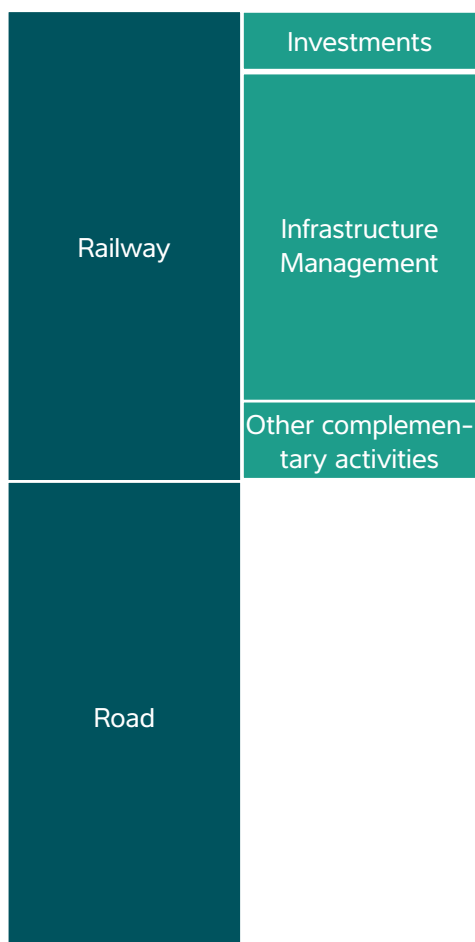 Investments
Railway
Infrastructure
Management
Other complemen-
tary activities
Road